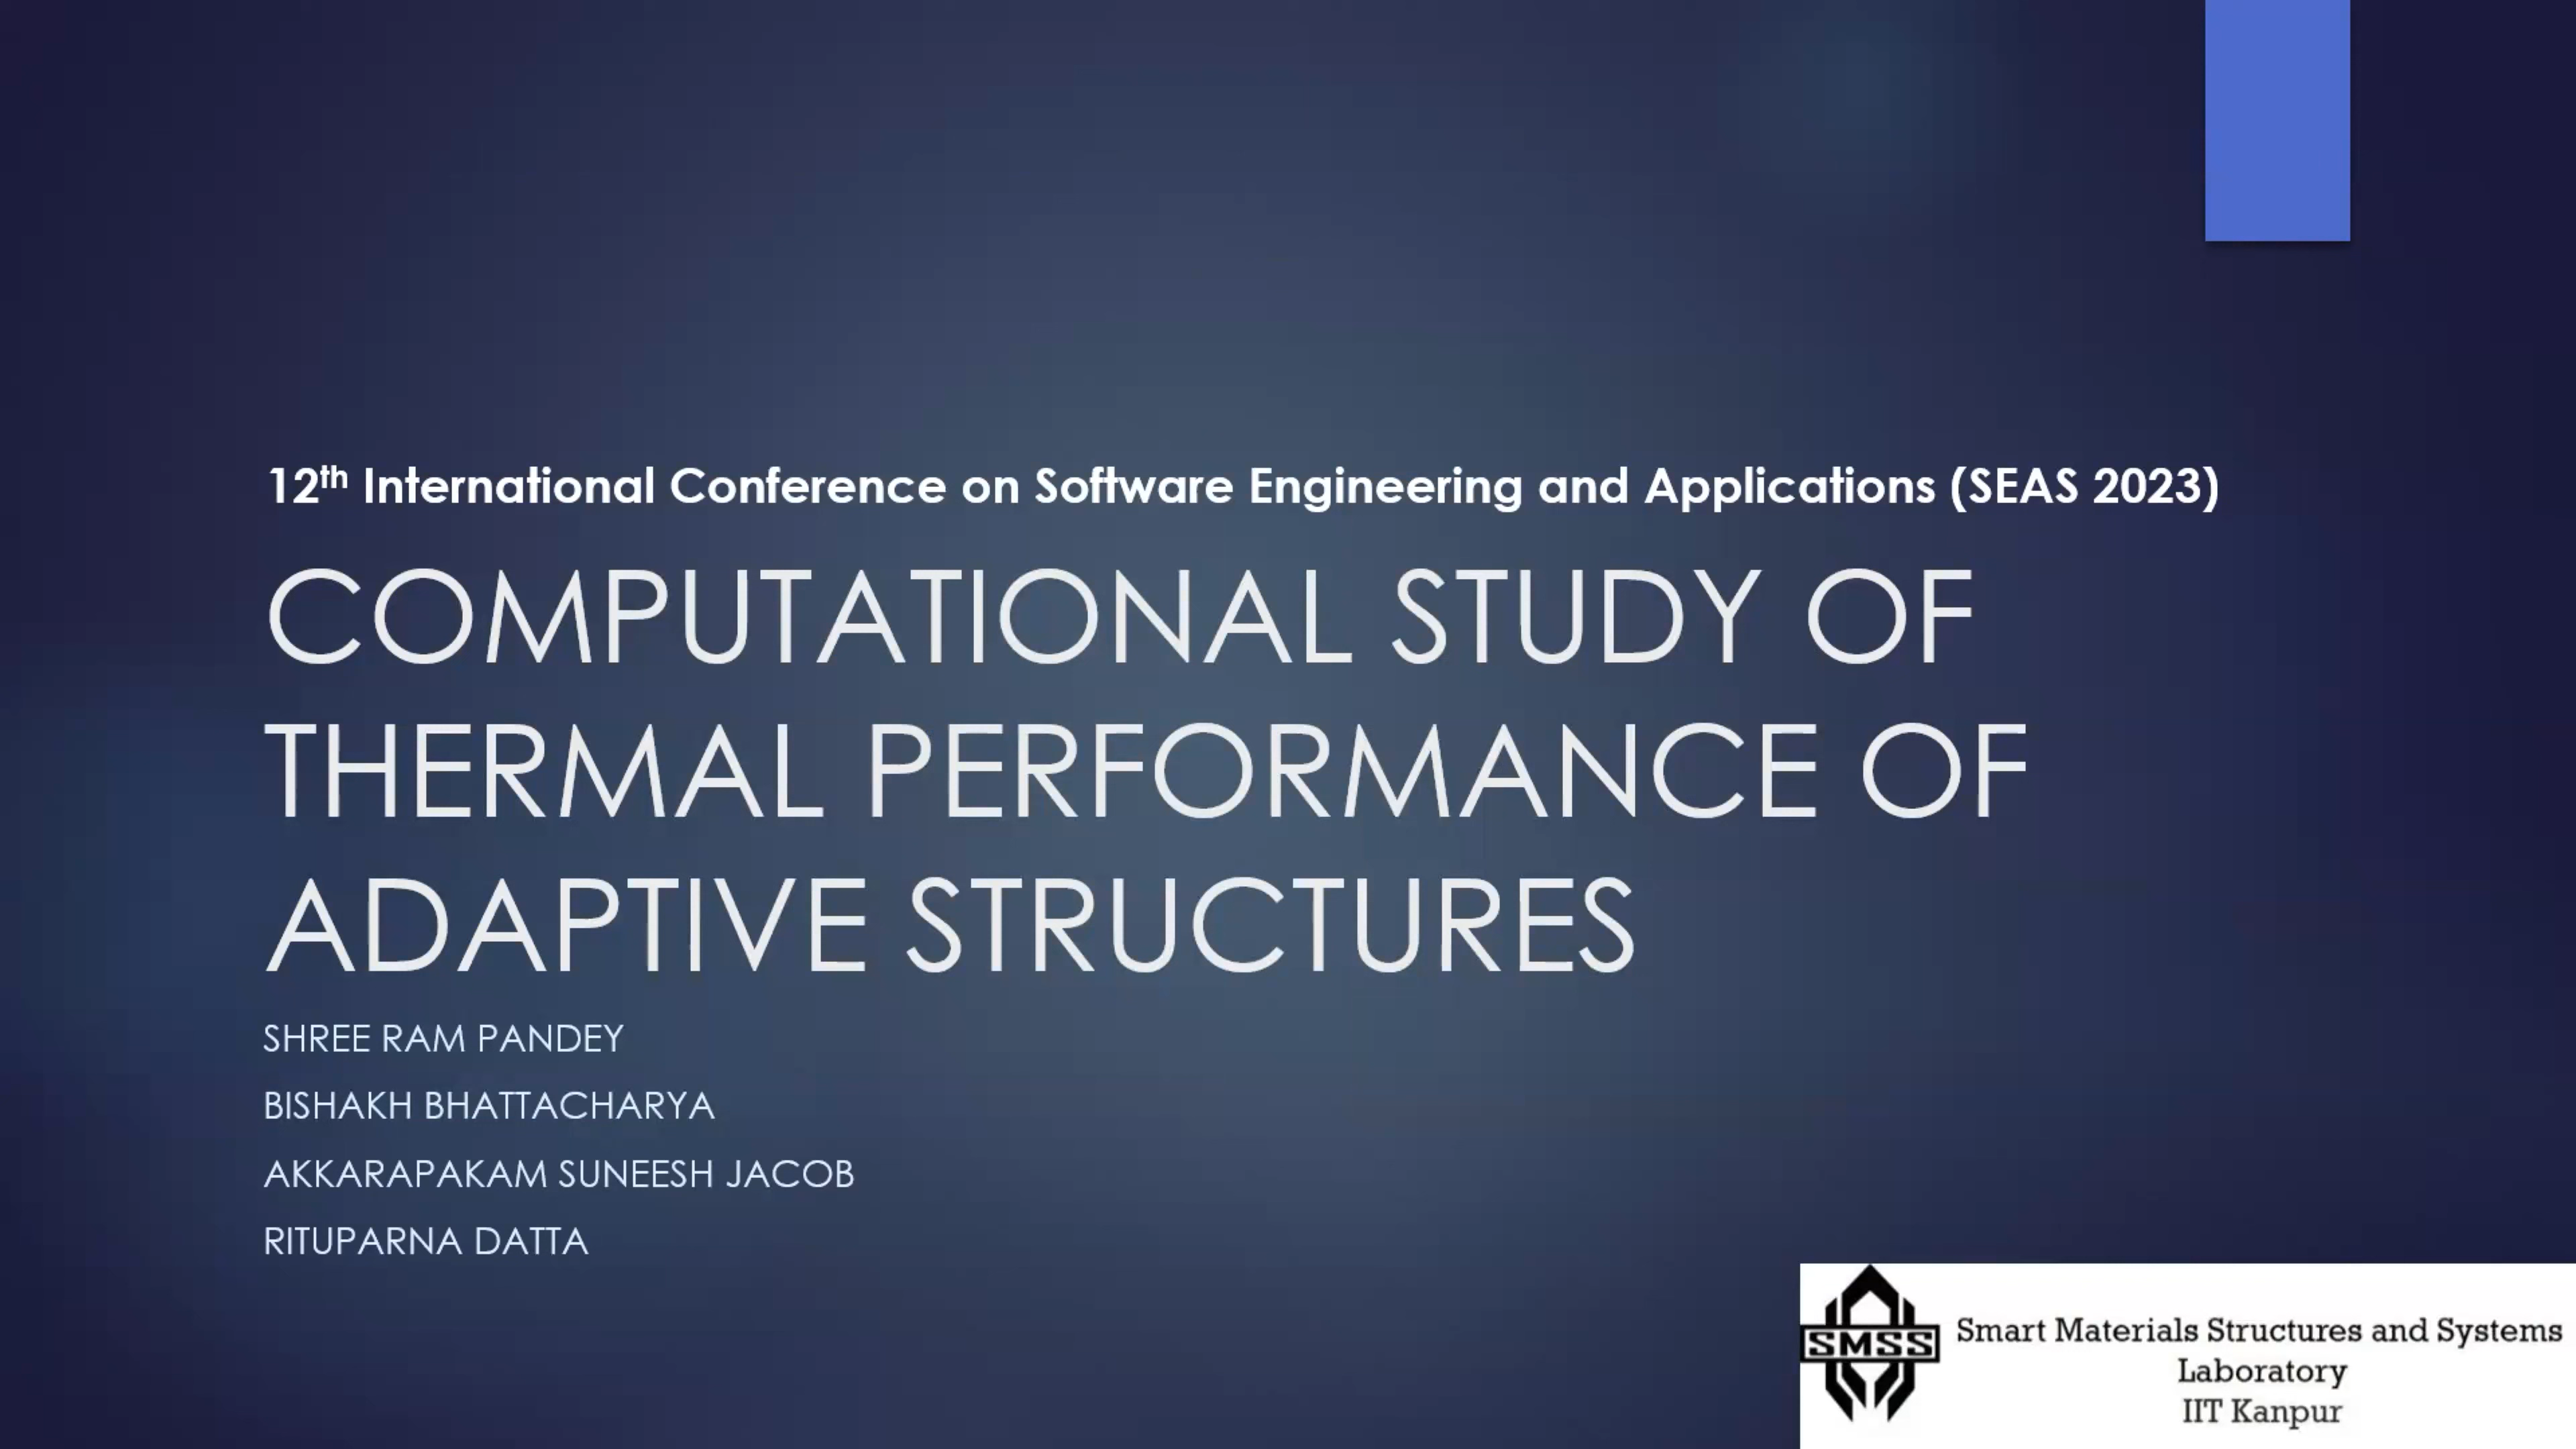 12th International Conference on Software Engineering and Applications (SEAS 2023)
COMPUTATIONAL STUDY OF
THERMAL PERFORMANCE OF
ADAPTIVE STRUCTURES
SHREE RAM PANDEY
BISHAKH BHATTACHARYA
AKKARAPAKAM SUNEESH JACOB
RITUPARNA DATTA
SMSS
Smart Materials Structures and Systems
Laboratory
IIT Kanpur